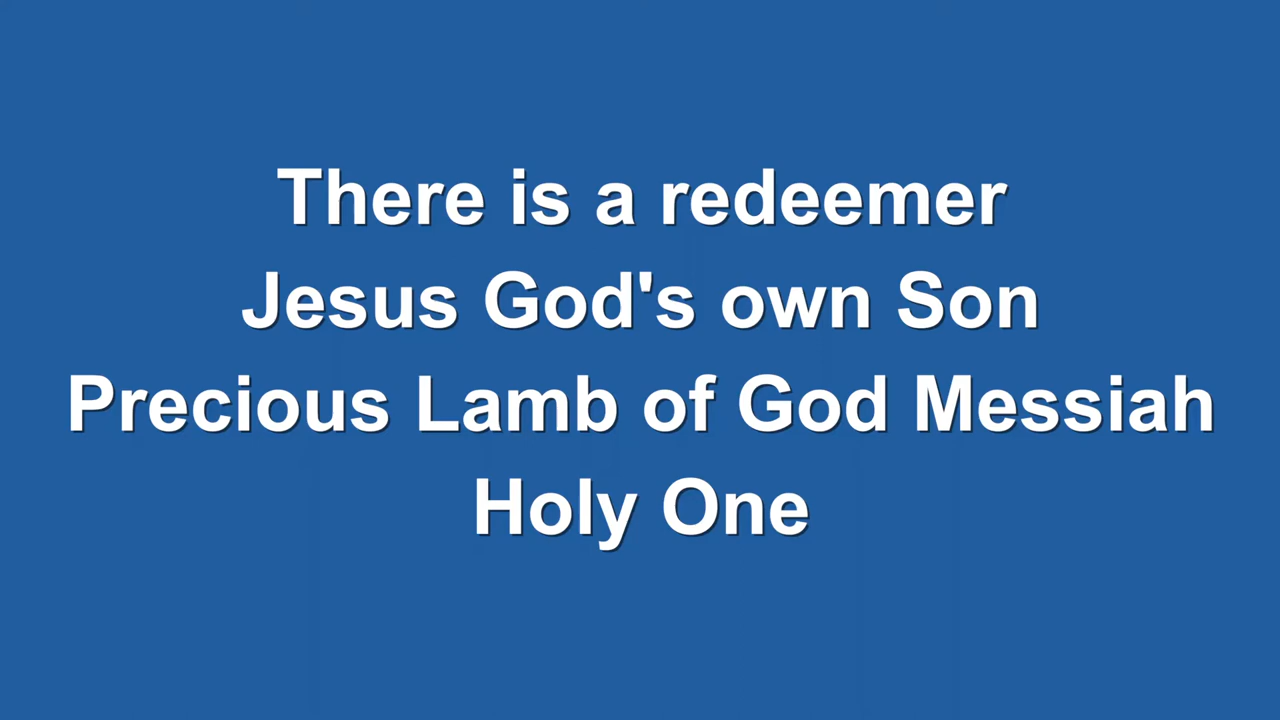 There is a redeemer
Jesus God's own Son
Precious Lamb of God Messiah
Holy One